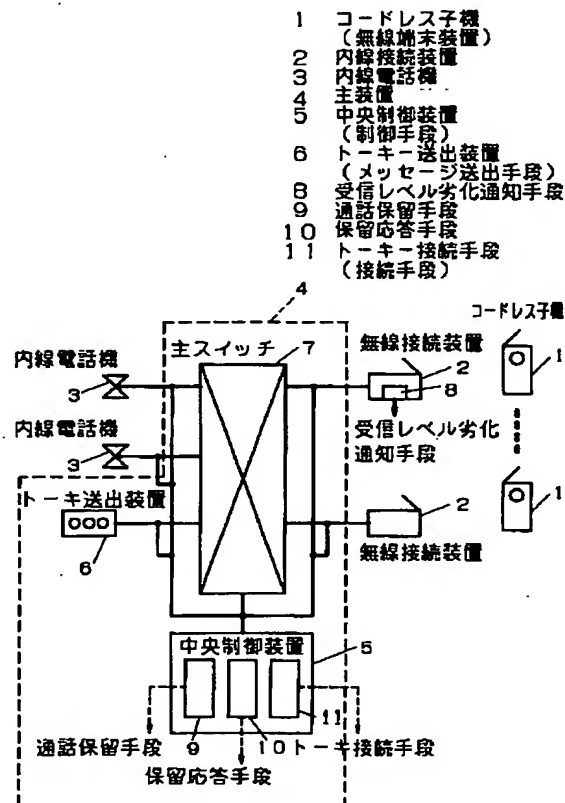 1 コードレス子機
(無線端末装置)
2 内線接続装置
3 内線電話機
4 主装置
5 中央制御装置
(制御手段)
6 トーキー送出装置
(メッセージ送出手段)
8 受信レベル劣化通知手段
9 通話保留手段
10 保留応答手段
11 トーキー接続手段
(接続手段)
4
コードレス子機
主スイッチ 7 無線接続装置
内線電話機
3 2 1
8
内線電話機 受信レベル劣化
通知手段
3
トーキ送出装置 2 1
6 無線接続装置
中央制御装置 5
11
通話保留手段 9 10 トーキ接続手段
保留応答手段